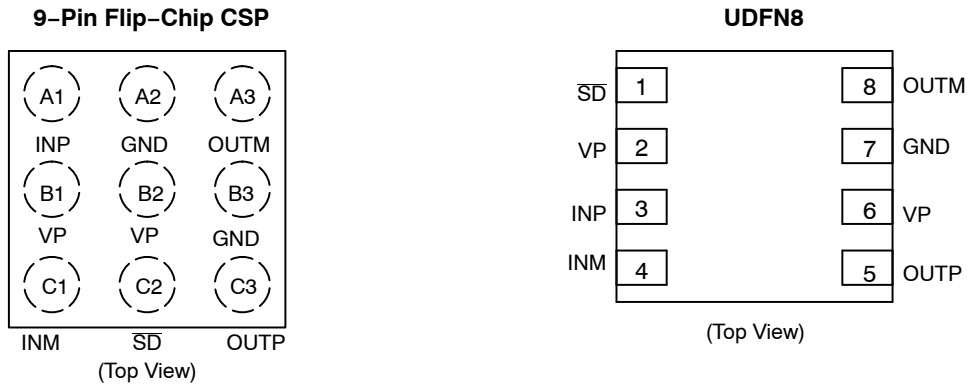 9−Pin Flip−Chip CSP
A1 A2 A3
INP GND OUTM
B1 B2 B3
VP VP GND
C1 C2 C3
INM S̅D̅ OUTP
(Top View)
UDFN8
S̅D̅ 1 8 OUTM
VP 2 7 GND
INP 3 6 VP
INM 4 5 OUTP
(Top View)